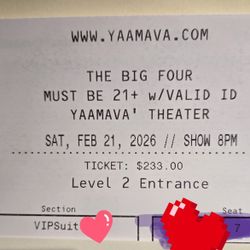 WWW.YAAMAVA.COM
THE BIG FOUR
MUST BE 21+ w/VALID ID
YAAMAVA' THEATER
SAT, FEB 21, 2026 // SHOW 8PM
TICKET: $233.00
Level 2 Entrance
Section Seat
VIPSuit 7